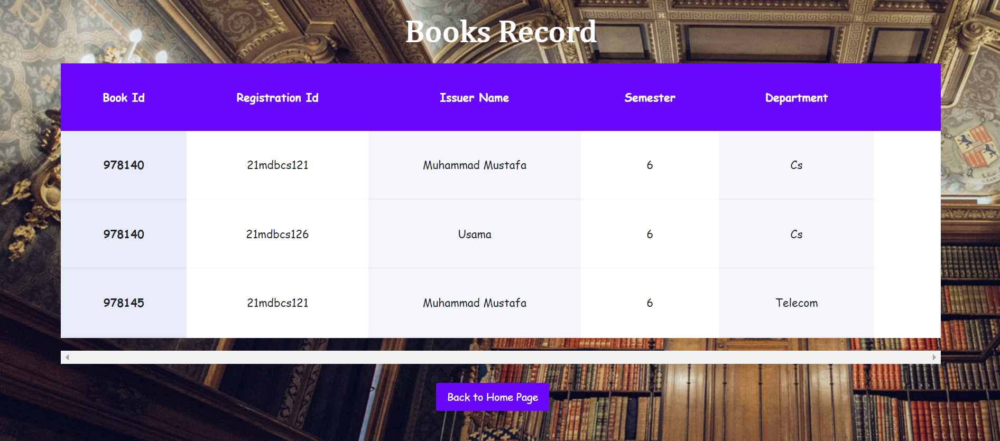 Books Record
Book Id Registration Id Issuer Name Semester Department
978140 21mdbcs121 Muhammad Mustafa 6 Cs
978140 21mdbcs126 Usama 6 Cs
978145 21mdbcs121 Muhammad Mustafa 6 Telecom
Back to Home Page